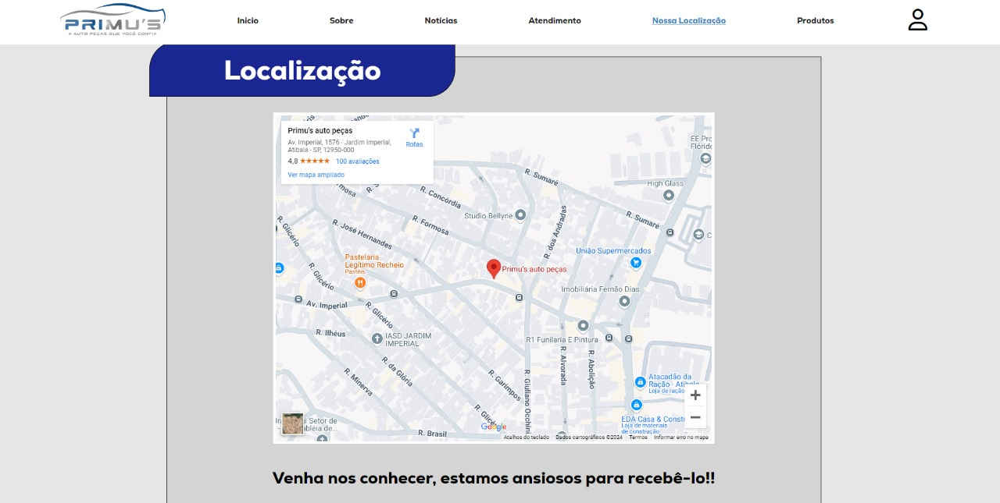 PRIMU'S
A AUTO PEÇAS QUE VOCÊ CONFIA
Inicio
Sobre
Notícias
Atendimento
Nossa Localização
Produtos
Localização
Primu's auto peças
Av. Imperial, 1576 - Jardim Imperial,
Atibaia - SP, 12950-000
4,8 ★★★★★ 100 avaliações
Ver mapa ampliado
Rotas
EE Pro
Flórid
R. Sumaré
High Glass
R. Concórdia
Studio Bellyne
R. Sumaré
R. Glicério
R. José Hernandes
R. Formosa
R. dos Andradas
União Supermercados
Pastelaria
Legítimo Recheio
Pastéis
Primu's auto peças
R. Glicério
Imobiliária Fernão Dias
Av. Imperial
R. Glicério
R. Ilhéus
IASD JARDIM
IMPERIAL
R1 Funilaria E Pintura
R. da Glória
R. Minerva
R. Garimpos
R. Giuliano Occhini
R. Alvorada
R. Abolição
Atacadão da
Ração - Atibaia
Loja de ração
R. Glicério
EDA Casa & Constr
Loja de materiais
de construção
i Setor de
bléia de...
R. Brasil
Google
Atalhos do teclado
Dados cartográficos ©2024
Termos
Informar erro no mapa
Venha nos conhecer, estamos ansiosos para recebê-lo!!